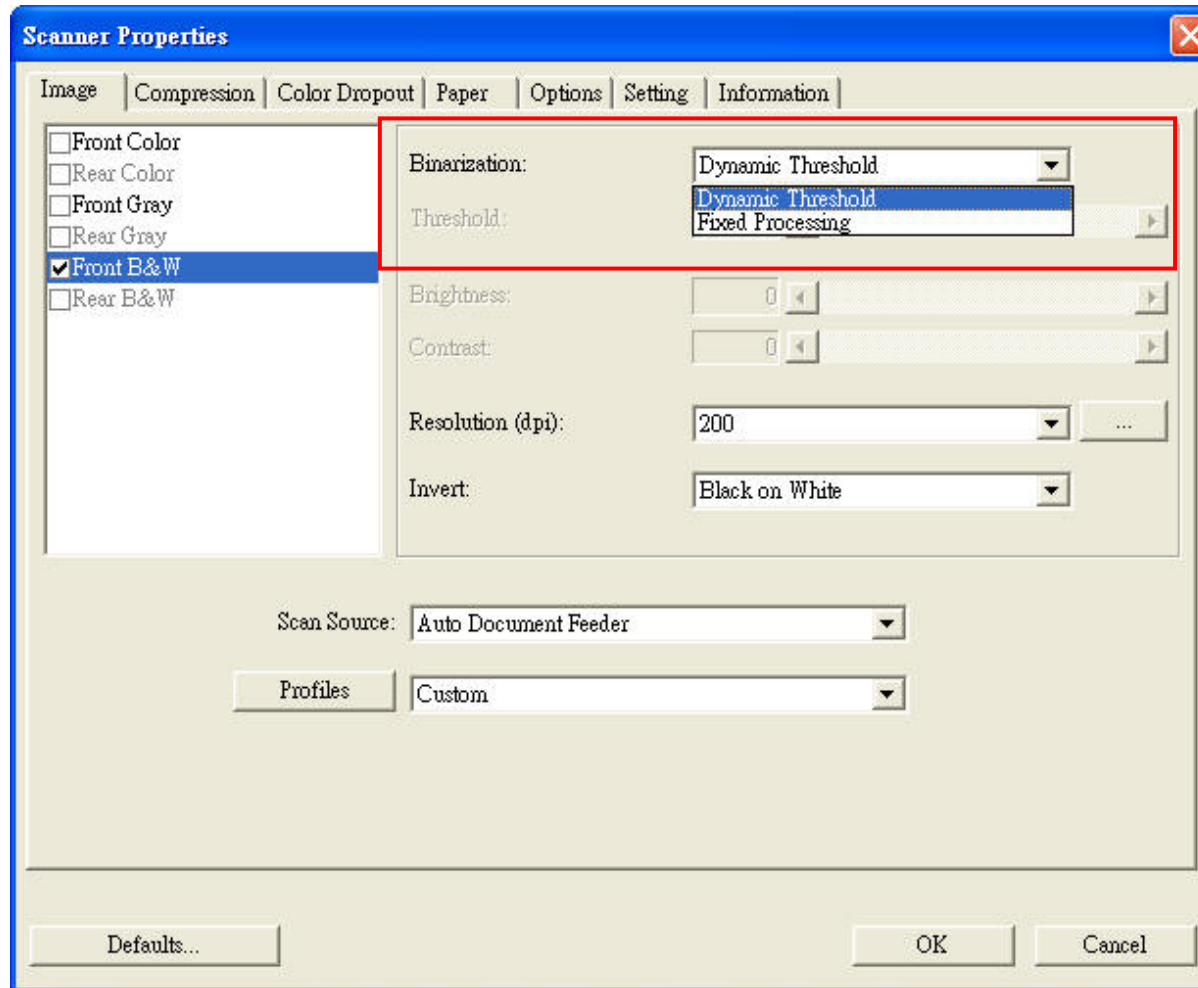 Scanner Properties
Image Compression Color Dropout Paper Options Setting Information
Front Color
Rear Color
Front Gray
Rear Gray
Front B&W
Rear B&W
Binarization: Dynamic Threshold
Dynamic Threshold
Fixed Processing
Threshold:
Brightness: 0
Contrast: 0
Resolution (dpi): 200 ...
Invert: Black on White
Scan Source: Auto Document Feeder
Profiles Custom
Defaults... OK Cancel